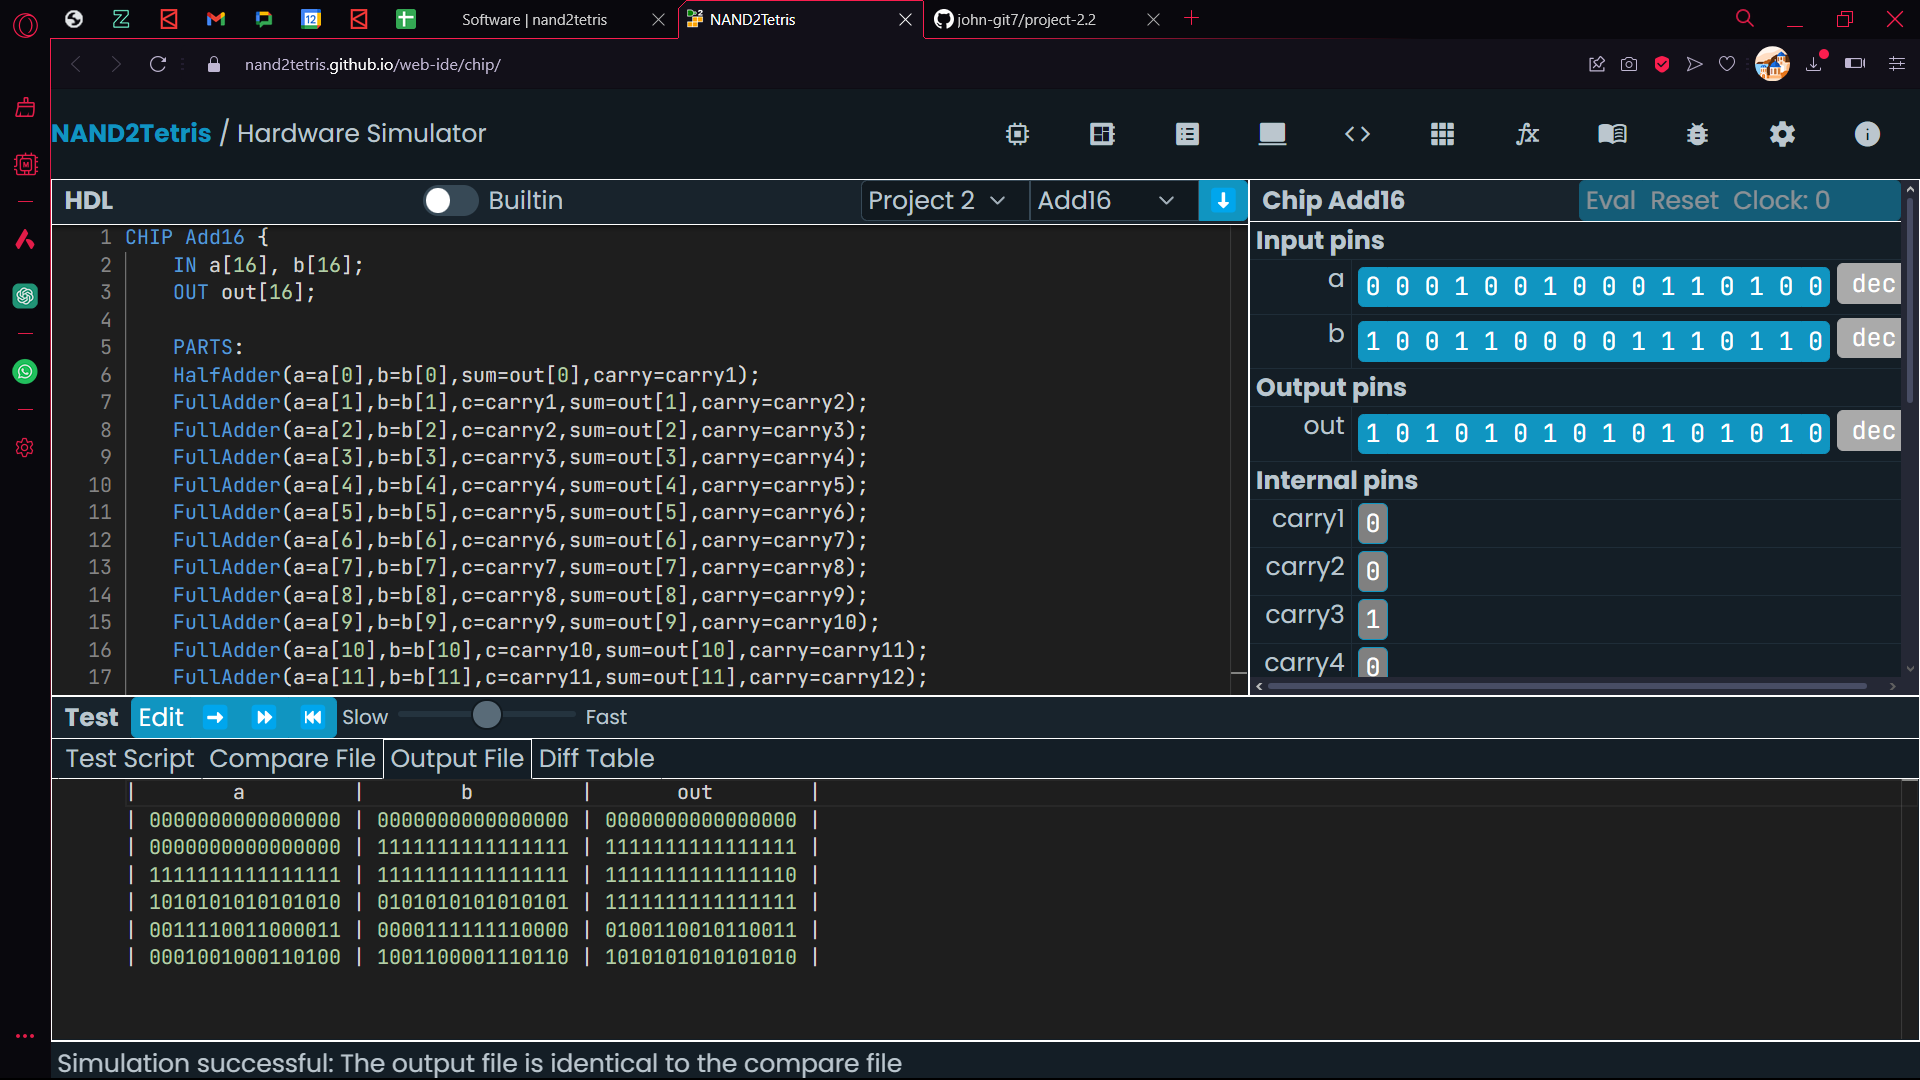 Software | nand2tetris
NAND2Tetris
john-git7/project-2.2
nand2tetris.github.io/web-ide/chip/
NAND2Tetris / Hardware Simulator
HDL
Builtin
Project 2
Add16
1 CHIP Add16 {
2 IN a[16], b[16];
3 OUT out[16];
4
5 PARTS:
6 HalfAdder(a=a[0],b=b[0],sum=out[0],carry=carry1);
7 FullAdder(a=a[1],b=b[1],c=carry1,sum=out[1],carry=carry2);
8 FullAdder(a=a[2],b=b[2],c=carry2,sum=out[2],carry=carry3);
9 FullAdder(a=a[3],b=b[3],c=carry3,sum=out[3],carry=carry4);
10 FullAdder(a=a[4],b=b[4],c=carry4,sum=out[4],carry=carry5);
11 FullAdder(a=a[5],b=b[5],c=carry5,sum=out[5],carry=carry6);
12 FullAdder(a=a[6],b=b[6],c=carry6,sum=out[6],carry=carry7);
13 FullAdder(a=a[7],b=b[7],c=carry7,sum=out[7],carry=carry8);
14 FullAdder(a=a[8],b=b[8],c=carry8,sum=out[8],carry=carry9);
15 FullAdder(a=a[9],b=b[9],c=carry9,sum=out[9],carry=carry10);
16 FullAdder(a=a[10],b=b[10],c=carry10,sum=out[10],carry=carry11);
17 FullAdder(a=a[11],b=b[11],c=carry11,sum=out[11],carry=carry12);
Chip Add16
Eval Reset Clock: 0
Input pins
a 0 0 0 1 0 0 1 0 0 0 1 1 0 1 0 0 dec
b 1 0 0 1 1 0 0 0 0 1 1 1 0 1 1 0 dec
Output pins
out 1 0 1 0 1 0 1 0 1 0 1 0 1 0 1 0 dec
Internal pins
carry1 0
carry2 0
carry3 1
carry4 0
Test Edit
Slow
Fast
Test Script Compare File Output File Diff Table
| a | b | out |
| 0000000000000000 | 0000000000000000 | 0000000000000000 |
| 0000000000000000 | 1111111111111111 | 1111111111111111 |
| 1111111111111111 | 1111111111111111 | 1111111111111110 |
| 1010101010101010 | 0101010101010101 | 1111111111111111 |
| 0011110011000011 | 0000111111110000 | 0100110010110011 |
| 0001001000110100 | 1001100001110110 | 1010101010101010 |
Simulation successful: The output file is identical to the compare file